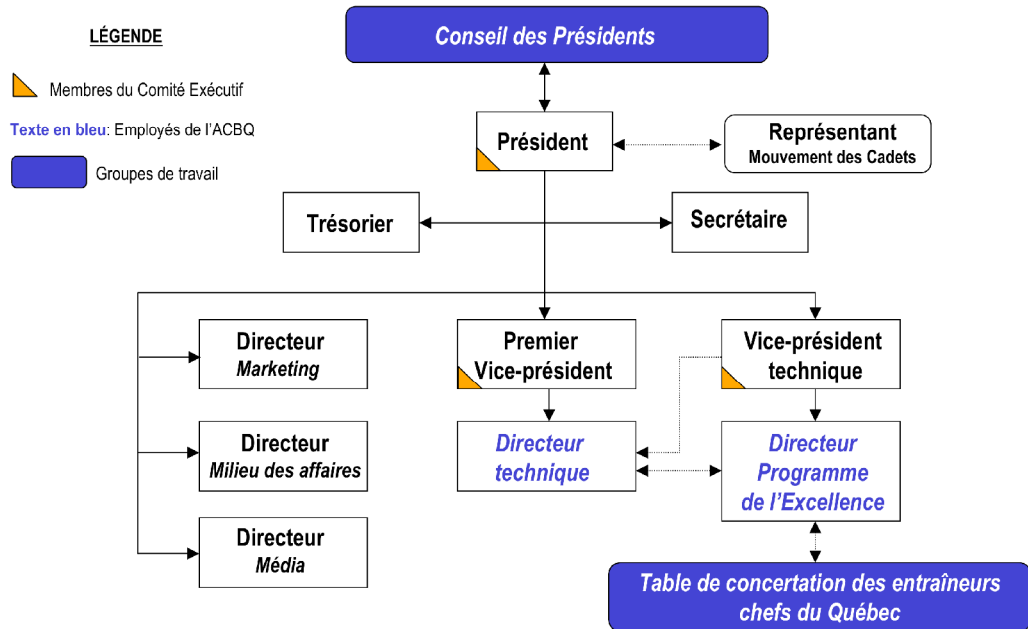 LÉGENDE
Membres du Comité Exécutif
Texte en bleu: Employés de l'ACBQ
Groupes de travail
Conseil des Présidents
Président
Représentant
Mouvement des Cadets
Trésorier
Secrétaire
Directeur
Marketing
Premier
Vice-président
Vice-président
technique
Directeur
Milieu des affaires
Directeur
technique
Directeur
Programme
de l'Excellence
Directeur
Média
Table de concertation des entraîneurs
chefs du Québec